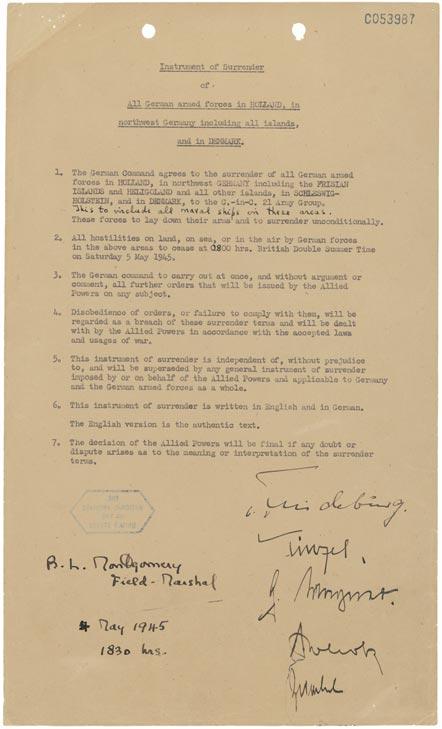 C053987
Instrument of Surrender
of
All German armed forces in HOLLAND, in
northwest Germany including all islands,
and in DENMARK.
1. The German Command agrees to the surrender of all German armed
forces in HOLLAND, in northwest GERMANY including the FRISIAN
ISLANDS and HELIGOLAND and all other islands, in SCHLESWIG-
HOLSTEIN, and in DENMARK, to the C.-in-C. 21 Army Group.
This to include all naval ships in these areas.
These forces to lay down their arms and to surrender unconditionally.
2. All hostilities on land, on sea, or in the air by German forces
in the above areas to cease at 0800 hrs. British Double Summer Time
on Saturday 5 May 1945.
3. The German command to carry out at once, and without argument or
comment, all further orders that will be issued by the Allied
Powers on any subject.
4. Disobedience of orders, or failure to comply with them, will be
regarded as a breach of these surrender terms and will be dealt
with by the Allied Powers in accordance with the accepted laws
and usages of war.
5. This instrument of surrender is independent of, without prejudice
to, and will be superseded by any general instrument of surrender
imposed by or on behalf of the Allied Powers and applicable to Germany
and the German armed forces as a whole.
6. This instrument of surrender is written in English and in German.
The English version is the authentic text.
7. The decision of the Allied Powers will be final if any doubt or
dispute arises as to the meaning or interpretation of the surrender
terms.
B. L. Montgomery
Field-Marshal
4 May 1945
1830 hrs.